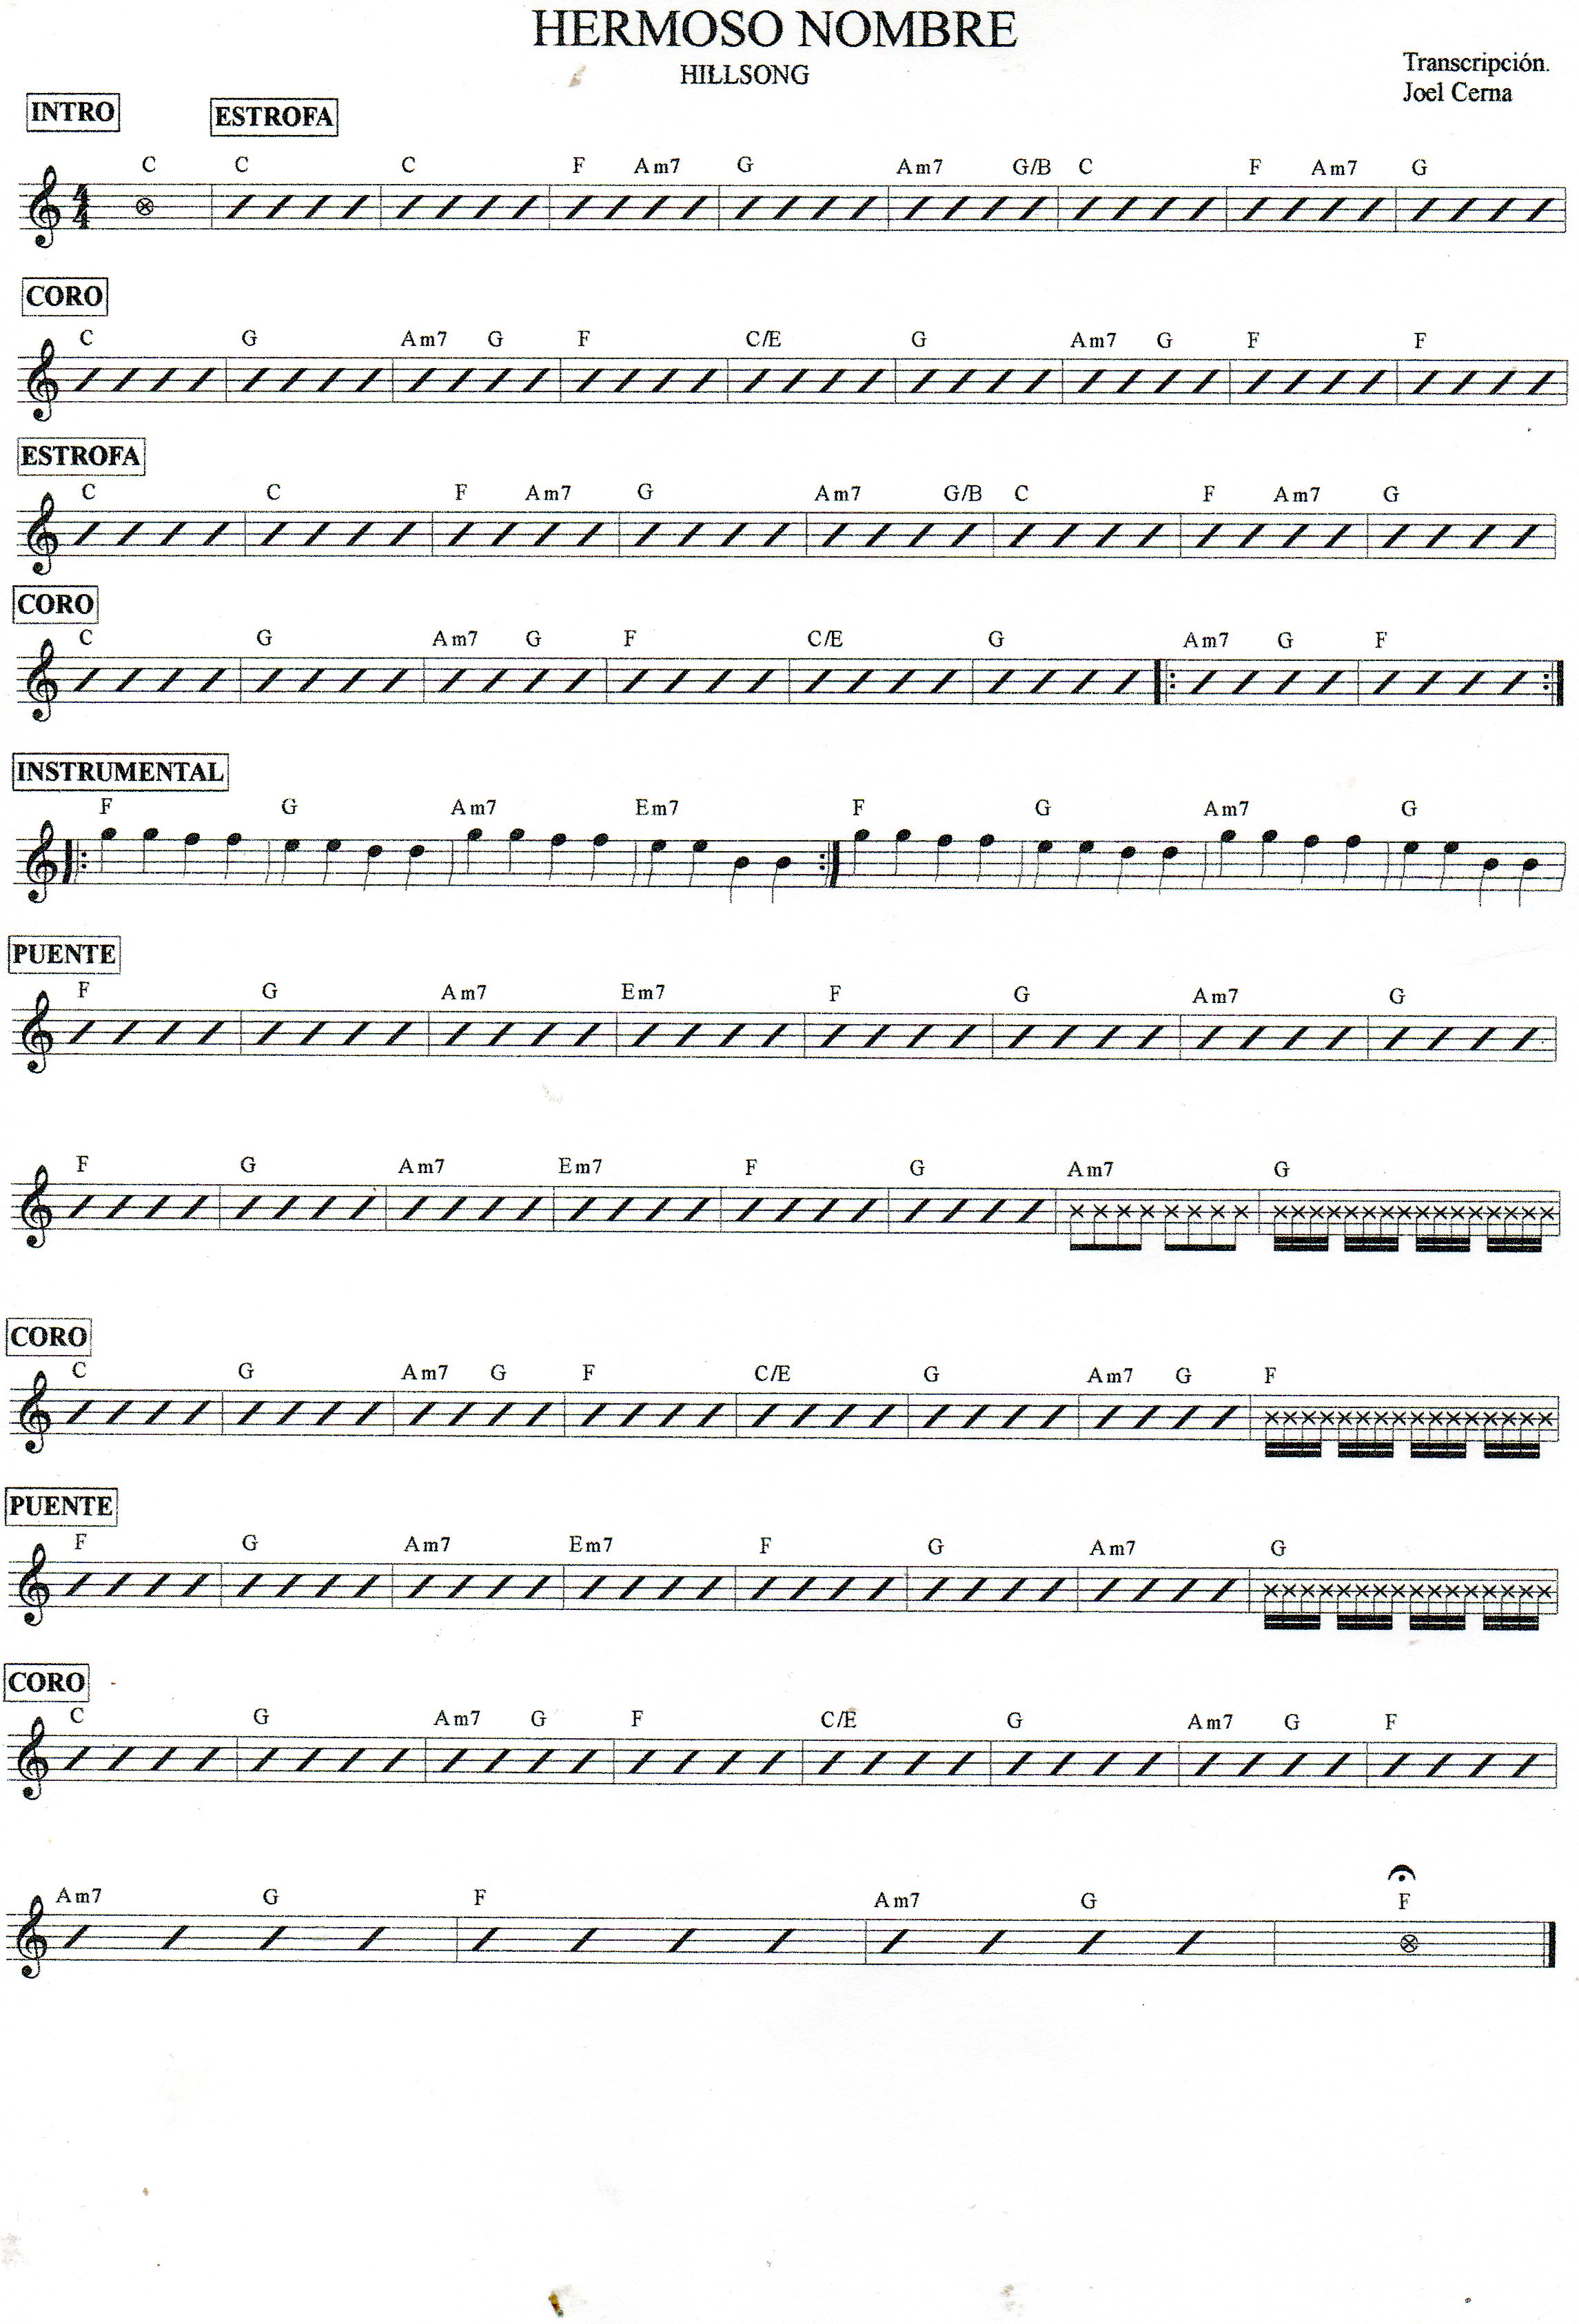 HERMOSO NOMBRE
HILLSONG
Transcripción.
Joel Cerna
INTRO ESTROFA
C C C F Am7 G Am7 G/B C F Am7 G
4
4
CORO
C G Am7 G F C/E G Am7 G F F
ESTROFA
C C F Am7 G Am7 G/B C F Am7 G
CORO
C G Am7 G F C/E G Am7 G F
INSTRUMENTAL
F G Am7 Em7 F G Am7 G
PUENTE
F G Am7 Em7 F G Am7 G
F G Am7 Em7 F G Am7 G
CORO
C G Am7 G F C/E G Am7 G F
PUENTE
F G Am7 Em7 F G Am7 G
CORO
C G Am7 G F C/E G Am7 G F
Am7 G F Am7 G F